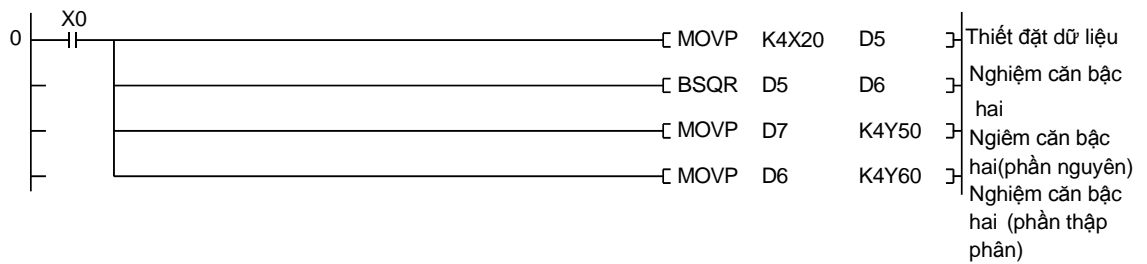 X0
0 MOVP K4X20 D5 Thiết đặt dữ liệu
BSQR D5 D6 Nghiệm căn bậc
hai
MOVP D7 K4Y50 Ngiêm căn bậc
hai(phần nguyên)
MOVP D6 K4Y60 Nghiệm căn bậc
hai (phần thập
phân)